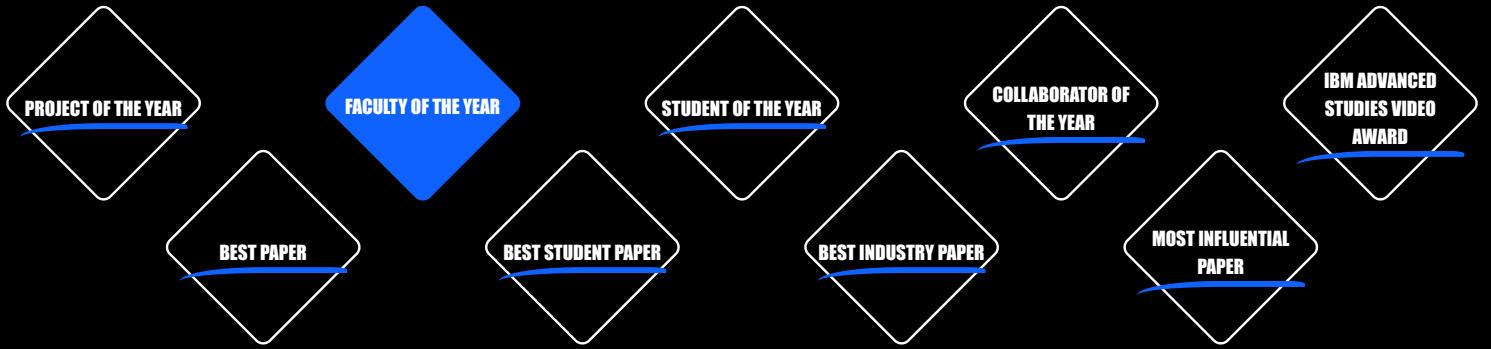 PROJECT OF THE YEAR
FACULTY OF THE YEAR
STUDENT OF THE YEAR
COLLABORATOR OF
THE YEAR
IBM ADVANCED
STUDIES VIDEO
AWARD
BEST PAPER
BEST STUDENT PAPER
BEST INDUSTRY PAPER
MOST INFLUENTIAL
PAPER